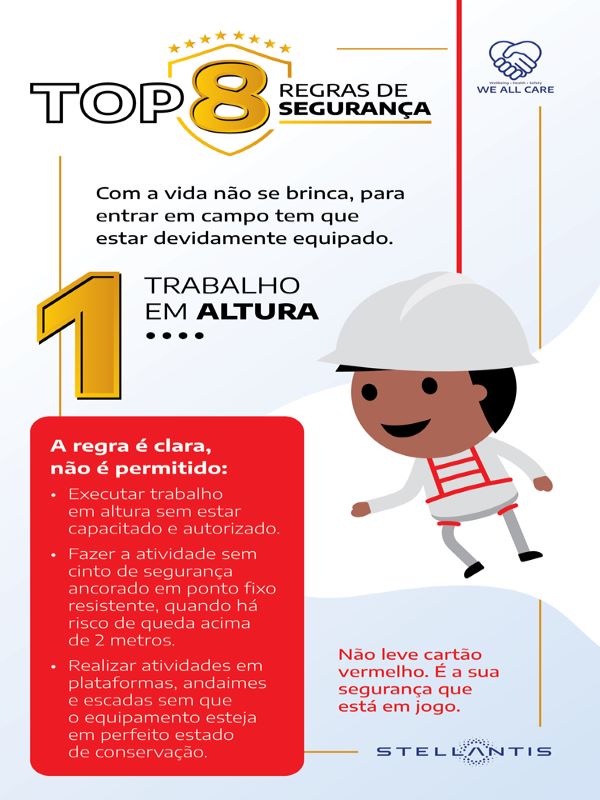 TOP 8 REGRAS DE
SEGURANÇA
Wellbeing • Health • Safety
WE ALL CARE
Com a vida não se brinca, para
entrar em campo tem que
estar devidamente equipado.
1 TRABALHO
EM ALTURA
A regra é clara,
não é permitido:
• Executar trabalho
em altura sem estar
capacitado e autorizado.
• Fazer a atividade sem
cinto de segurança
ancorado em ponto fixo
resistente, quando há
risco de queda acima
de 2 metros.
• Realizar atividades em
plataformas, andaimes
e escadas sem que
o equipamento esteja
em perfeito estado
de conservação.
Não leve cartão
vermelho. É a sua
segurança que
está em jogo.
STELLANTIS